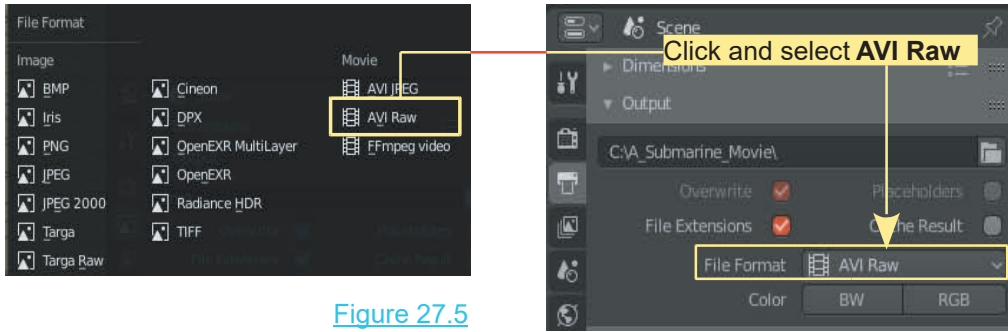 File Format
Image
BMP
Iris
PNG
JPEG
JPEG 2000
Targa
Targa Raw
Cineon
DPX
OpenEXR MultiLayer
OpenEXR
Radiance HDR
TIFF
Movie
AVI JPEG
AVI Raw
FFmpeg video
Figure 27.5
Scene
Click and select AVI Raw
Dimensions
Output
C:\A_Submarine_Movie\
Overwrite Placeholders
File Extensions Cache Result
File Format AVI Raw
Color BW RGB